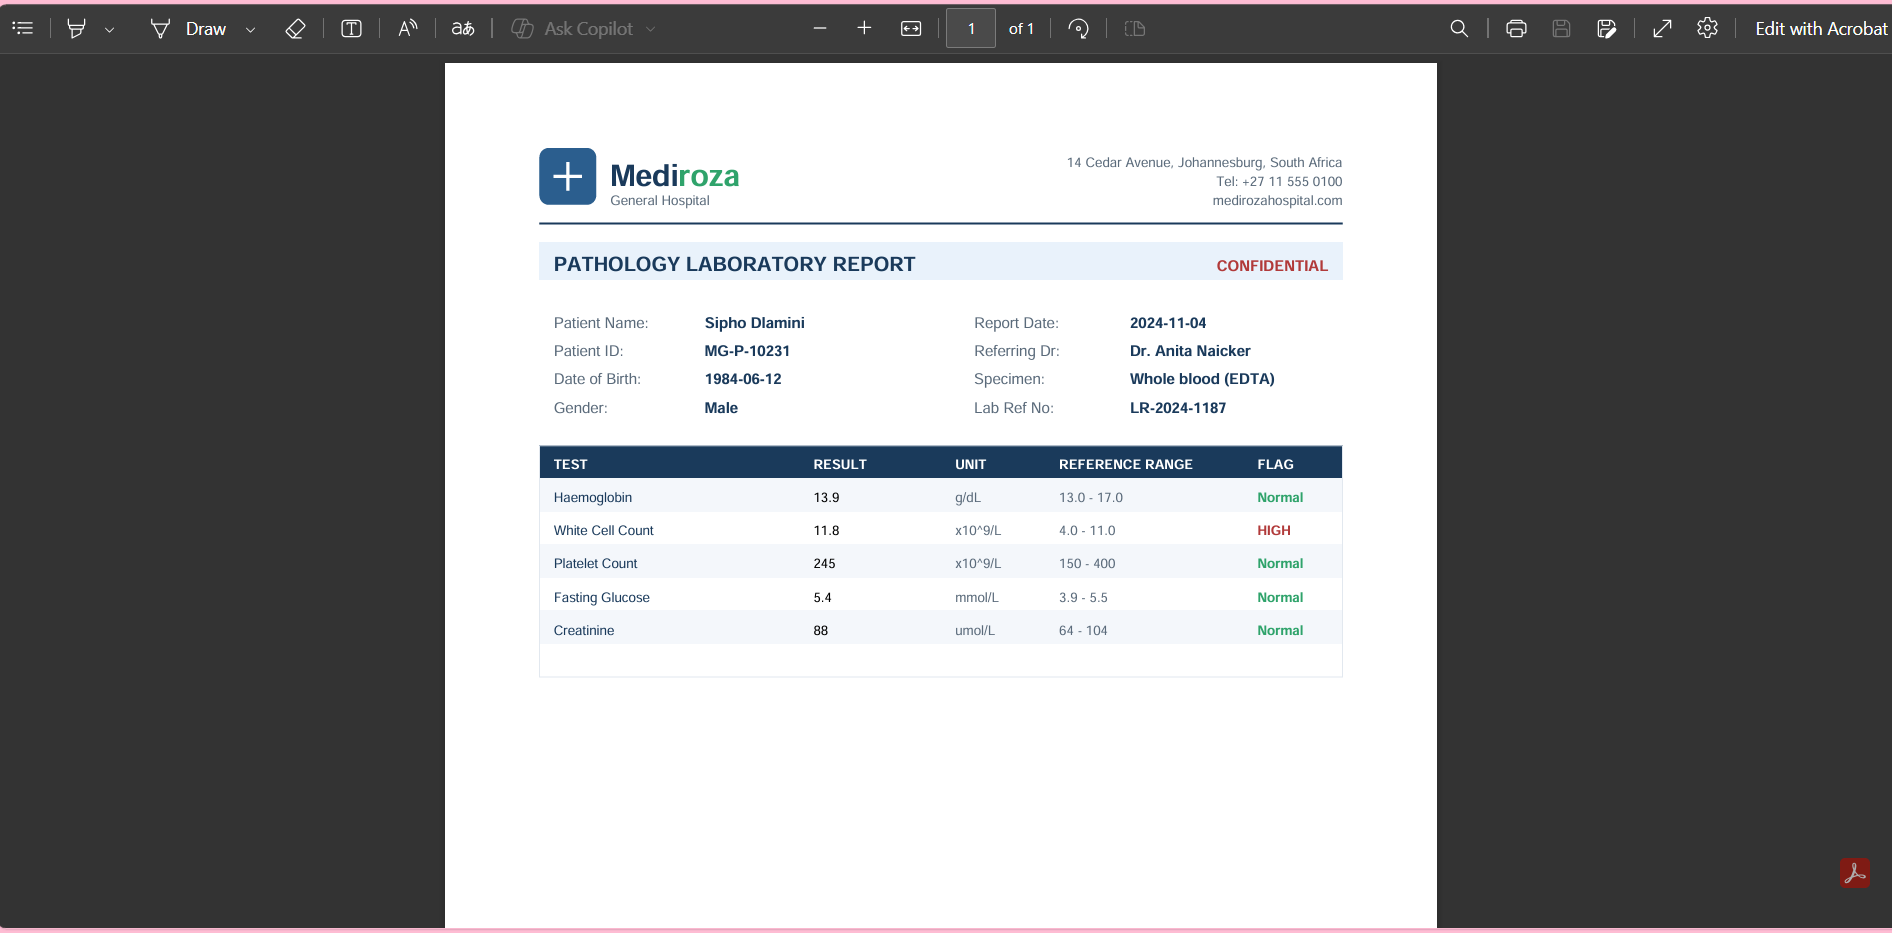 Draw
aあ
Ask Copilot
1 of 1
Edit with Acrobat
Mediroza
General Hospital
14 Cedar Avenue, Johannesburg, South Africa
Tel: +27 11 555 0100
medirozahospital.com
PATHOLOGY LABORATORY REPORT CONFIDENTIAL
Patient Name: Sipho Dlamini Report Date: 2024-11-04
Patient ID: MG-P-10231 Referring Dr: Dr. Anita Naicker
Date of Birth: 1984-06-12 Specimen: Whole blood (EDTA)
Gender: Male Lab Ref No: LR-2024-1187
TEST RESULT UNIT REFERENCE RANGE FLAG
Haemoglobin 13.9 g/dL 13.0 - 17.0 Normal
White Cell Count 11.8 x10^9/L 4.0 - 11.0 HIGH
Platelet Count 245 x10^9/L 150 - 400 Normal
Fasting Glucose 5.4 mmol/L 3.9 - 5.5 Normal
Creatinine 88 umol/L 64 - 104 Normal